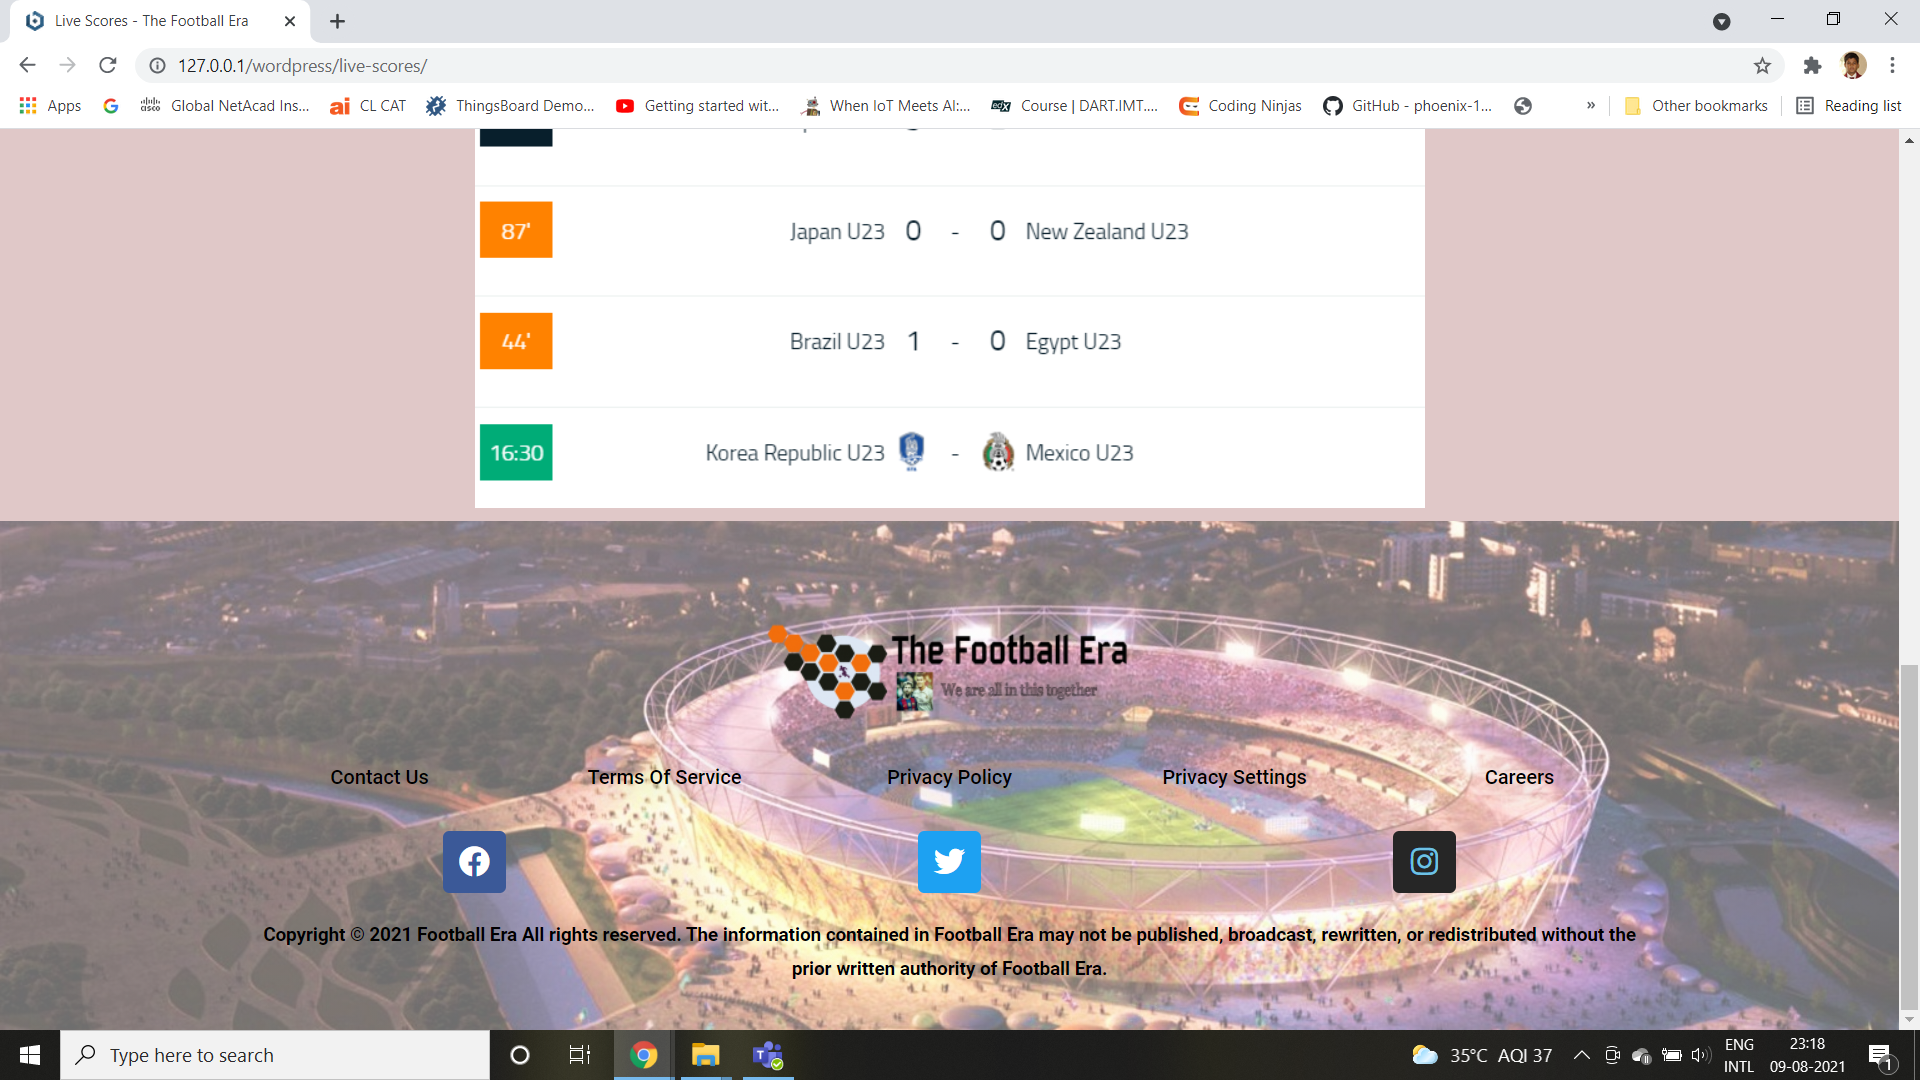 Live Scores - The Football Era
127.0.0.1/wordpress/live-scores/
Apps
Global NetAcad Ins...
CL CAT
ThingsBoard Demo...
Getting started wit...
When IoT Meets AI:...
Course | DART.IMT....
Coding Ninjas
GitHub - phoenix-1...
»
Other bookmarks
Reading list
87' Japan U23 0 - 0 New Zealand U23
44' Brazil U23 1 - 0 Egypt U23
16:30 Korea Republic U23 - Mexico U23
The Football Era
We are all in this together
Contact Us Terms Of Service Privacy Policy Privacy Settings Careers
Copyright © 2021 Football Era All rights reserved. The information contained in Football Era may not be published, broadcast, rewritten, or redistributed without the
prior written authority of Football Era.
Type here to search
35°C AQI 37
ENG
INTL
23:18
09-08-2021
1